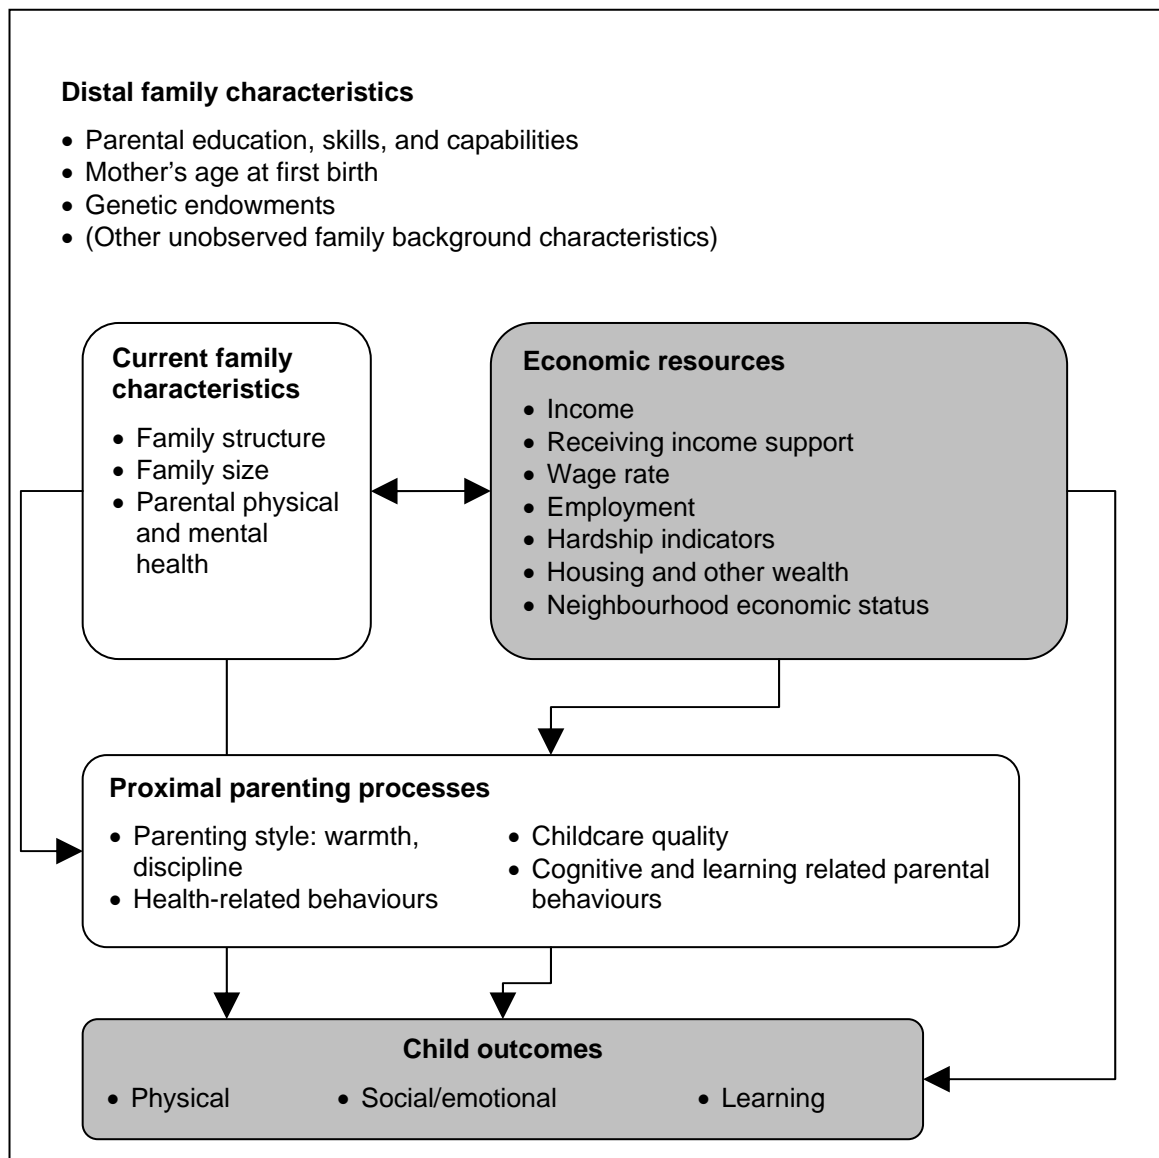 Distal family characteristics
• Parental education, skills, and capabilities
• Mother’s age at first birth
• Genetic endowments
• (Other unobserved family background characteristics)
Current family
characteristics
• Family structure
• Family size
• Parental physical
and mental
health
Economic resources
• Income
• Receiving income support
• Wage rate
• Employment
• Hardship indicators
• Housing and other wealth
• Neighbourhood economic status
Proximal parenting processes
• Parenting style: warmth,
discipline
• Health-related behaviours
• Childcare quality
• Cognitive and learning related parental
behaviours
Child outcomes
• Physical
• Social/emotional
• Learning